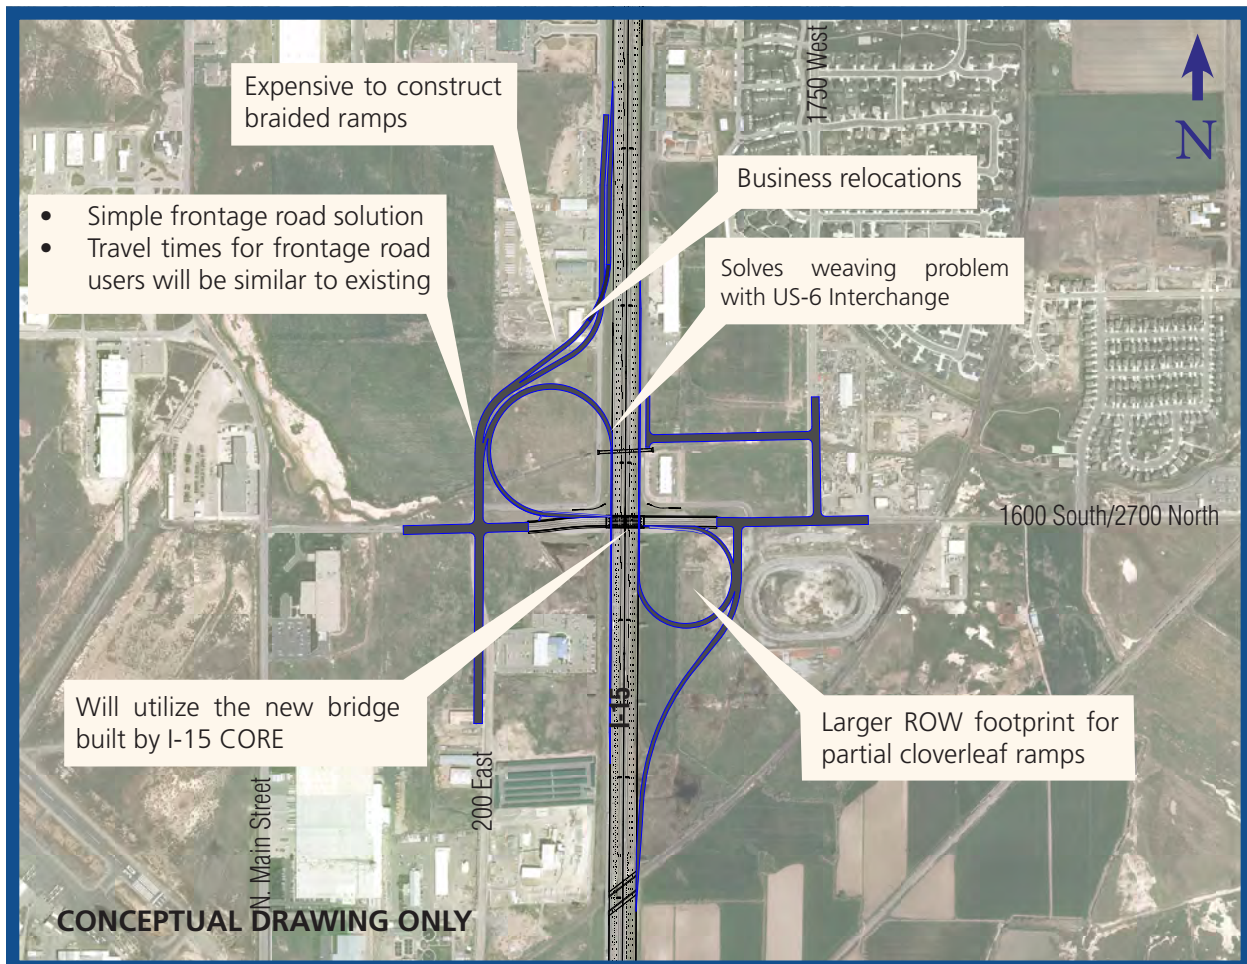 1750 West
N
Expensive to construct
braided ramps
Business relocations
• Simple frontage road solution
• Travel times for frontage road
users will be similar to existing
Solves weaving problem
with US-6 Interchange
1600 South/2700 North
Will utilize the new bridge
built by I-15 CORE
I-15
Larger ROW footprint for
partial cloverleaf ramps
200 East
N. Main Street
CONCEPTUAL DRAWING ONLY